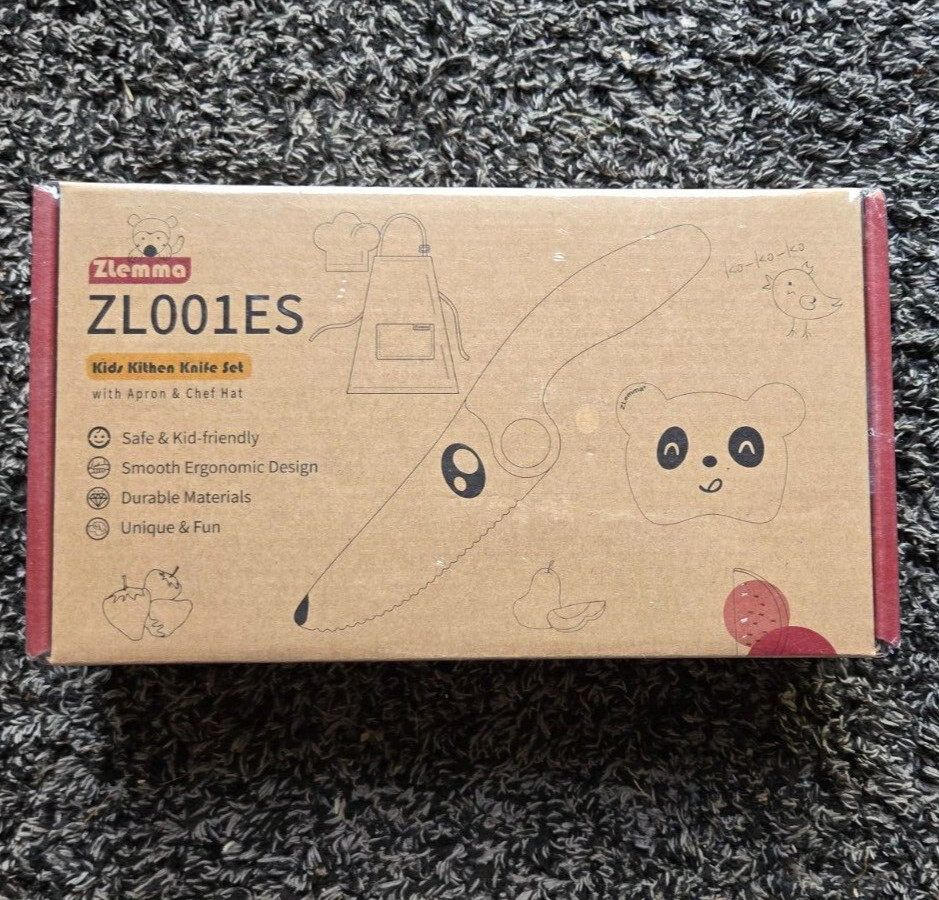 ZLemma
ZL001ES
Kids Kithen Knife Set
with Apron & Chef Hat
Safe & Kid-friendly
Smooth Ergonomic Design
Durable Materials
Unique & Fun
Ko-Ko-Ko
ZLemma